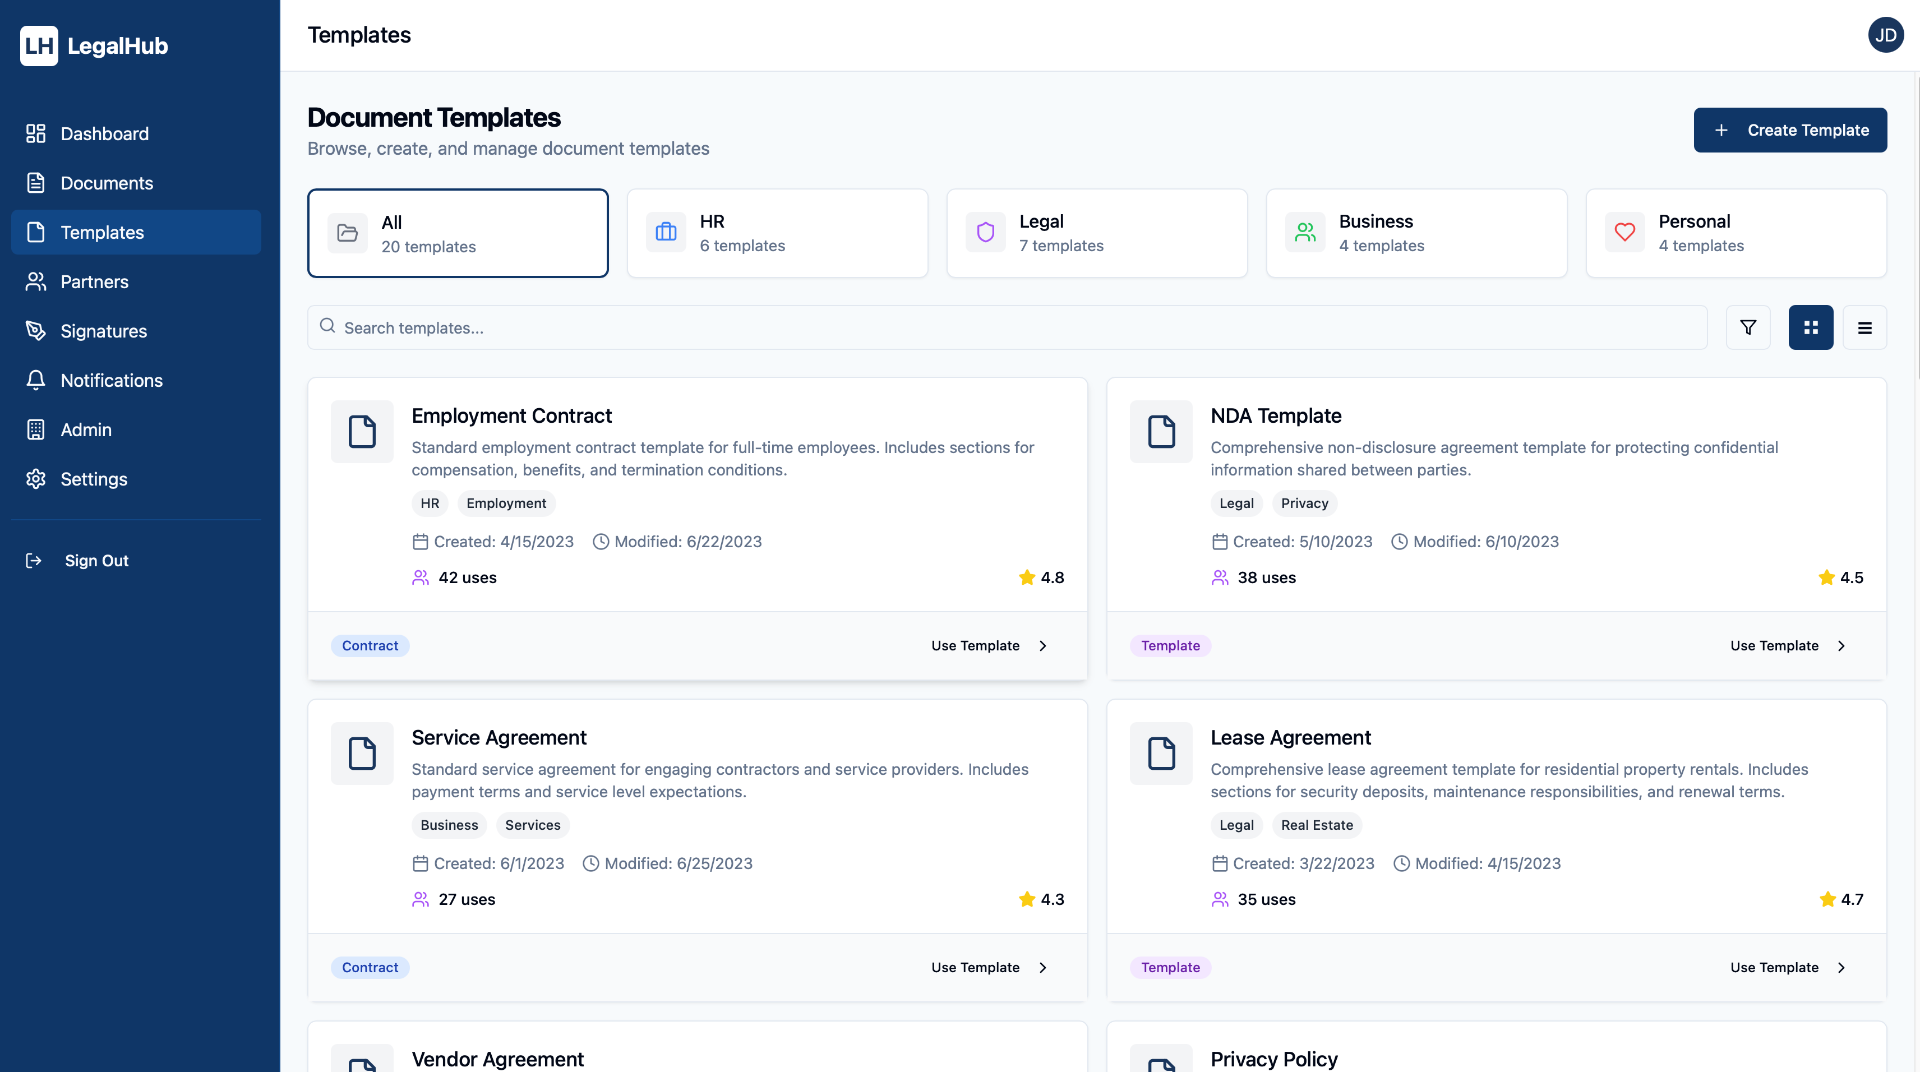 LH LegalHub
Dashboard
Documents
Templates
Partners
Signatures
Notifications
Admin
Settings
Sign Out
Templates
JD
Document Templates
Browse, create, and manage document templates
Create Template
All
20 templates
HR
6 templates
Legal
7 templates
Business
4 templates
Personal
4 templates
Search templates...
Employment Contract
Standard employment contract template for full-time employees. Includes sections for
compensation, benefits, and termination conditions.
HR Employment
Created: 4/15/2023 Modified: 6/22/2023
42 uses 4.8
Contract Use Template
NDA Template
Comprehensive non-disclosure agreement template for protecting confidential
information shared between parties.
Legal Privacy
Created: 5/10/2023 Modified: 6/10/2023
38 uses 4.5
Template Use Template
Service Agreement
Standard service agreement for engaging contractors and service providers. Includes
payment terms and service level expectations.
Business Services
Created: 6/1/2023 Modified: 6/25/2023
27 uses 4.3
Contract Use Template
Lease Agreement
Comprehensive lease agreement template for residential property rentals. Includes
sections for security deposits, maintenance responsibilities, and renewal terms.
Legal Real Estate
Created: 3/22/2023 Modified: 4/15/2023
35 uses 4.7
Template Use Template
Vendor Agreement
Privacy Policy